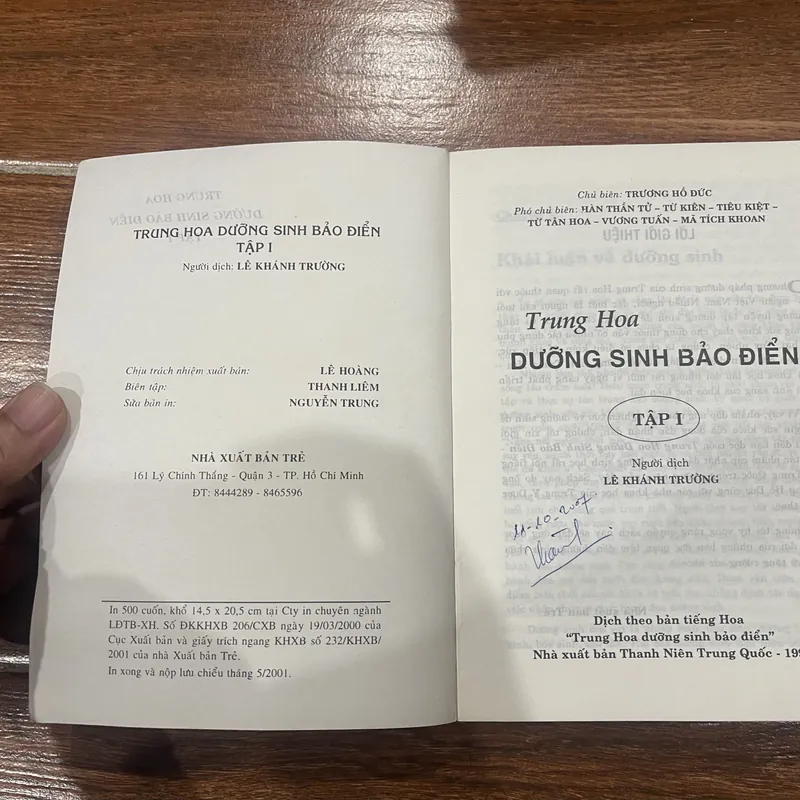 TRUNG HOA DƯỠNG SINH BẢO ĐIỂN
TẬP I
Người dịch: LÊ KHÁNH TRƯỜNG
Chịu trách nhiệm xuất bản: LÊ HOÀNG
Biên tập: THANH LIÊM
Sửa bản in: NGUYỄN TRUNG
NHÀ XUẤT BẢN TRẺ
161 Lý Chính Thắng - Quận 3 - TP. Hồ Chí Minh
ĐT: 8444289 - 8465596
In 500 cuốn, khổ 14,5 x 20,5 cm tại Cty in chuyên ngành
LĐTB-XH. Số ĐKKHXB 206/CXB ngày 19/03/2000 của
Cục Xuất bản và giấy trích ngang KHXB số 232/KHXB/
2001 của nhà Xuất bản Trẻ.
In xong và nộp lưu chiểu tháng 5/2001.
Chủ biên: TRƯƠNG HỒ ĐỨC
Phó chủ biên: HÀN THẦN TỬ – TỪ KIÊN – TIÊU KIỆT –
TỪ TÂN HOA – VƯƠNG TUẤN – MÃ TÍCH KHOAN
Trung Hoa
DƯỠNG SINH BẢO ĐIỂN
TẬP I
Người dịch
LÊ KHÁNH TRƯỜNG
Dịch theo bản tiếng Hoa
“Trung Hoa dưỡng sinh bảo điển”
Nhà xuất bản Thanh Niên Trung Quốc - 199